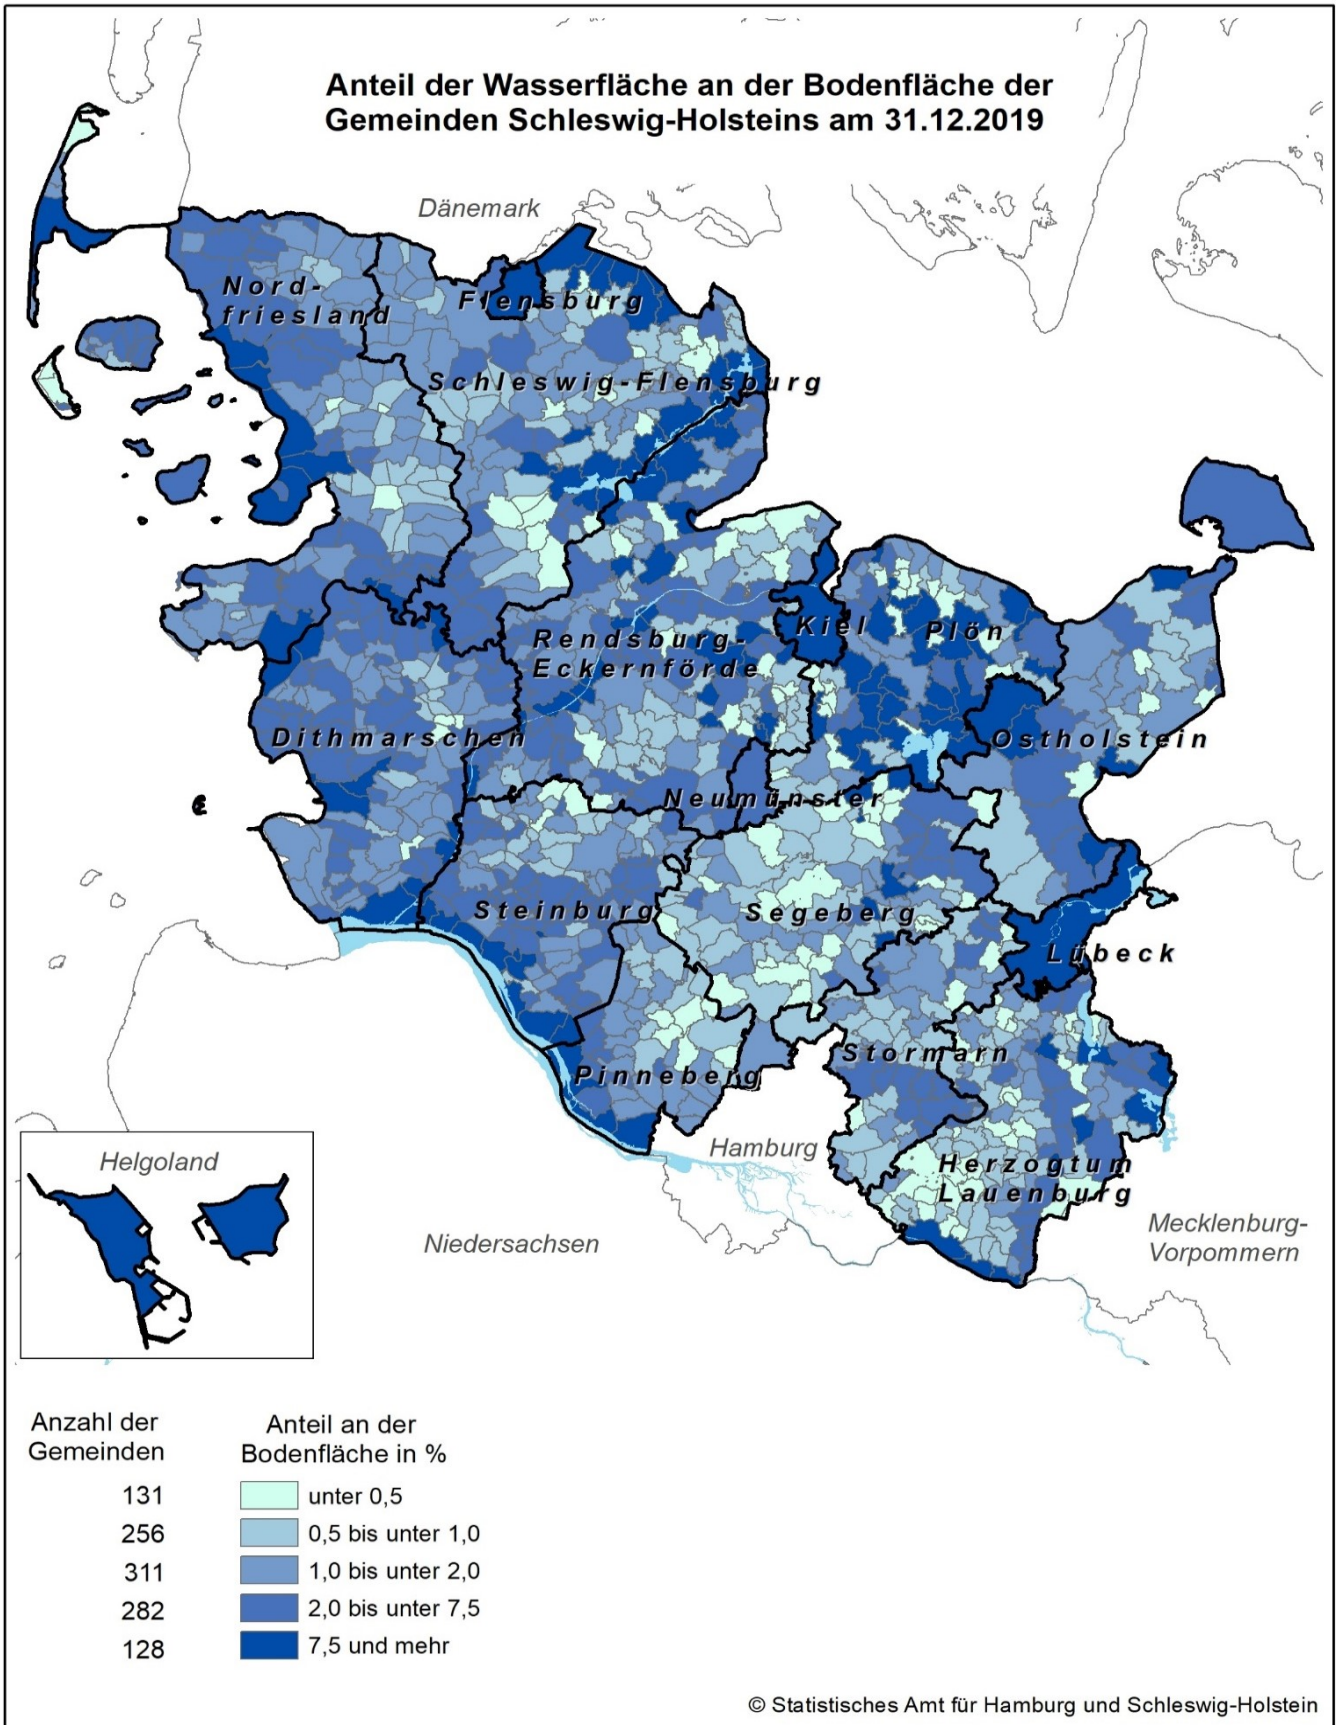 Anteil der Wasserfläche an der Bodenfläche der
Gemeinden Schleswig-Holsteins am 31.12.2019
Dänemark
Nord-
friesland
Flensburg
Schleswig-Flensburg
Rendsburg-
Eckernförde
Kiel
Plön
Dithmarschen
Ostholstein
Neumünster
Steinburg
Segeberg
Lübeck
Stormarn
Pinneberg
Hamburg
Herzogtum
Lauenburg
Helgoland
Niedersachsen
Mecklenburg-
Vorpommern
Anzahl der
Gemeinden
Anteil an der
Bodenfläche in %
131 unter 0,5
256 0,5 bis unter 1,0
311 1,0 bis unter 2,0
282 2,0 bis unter 7,5
128 7,5 und mehr
© Statistisches Amt für Hamburg und Schleswig-Holstein